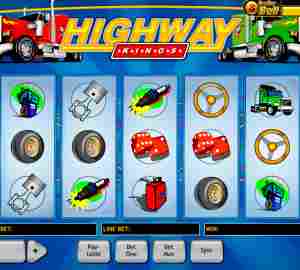 HIGHWAY
KINGS
BET:
LINE BET:
WIN:
Pay-
table
Bet
One
Bet
Max
Spin